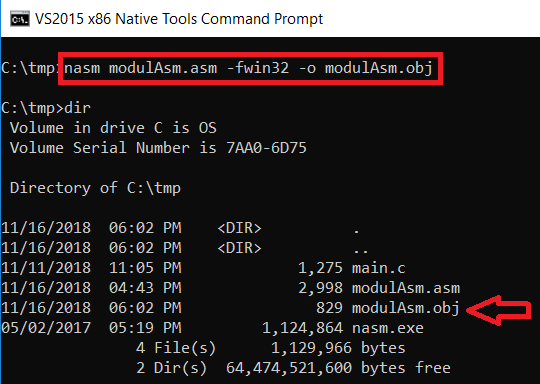 VS2015 x86 Native Tools Command Prompt
C:\tmp>nasm modulAsm.asm -fwin32 -o modulAsm.obj
C:\tmp>dir
Volume in drive C is OS
Volume Serial Number is 7AA0-6D75
Directory of C:\tmp
11/16/2018  06:02 PM    <DIR>          .
11/16/2018  06:02 PM    <DIR>          ..
11/11/2018  11:05 PM             1,275 main.c
11/16/2018  04:43 PM             2,998 modulAsm.asm
11/16/2018  06:02 PM               829 modulAsm.obj
05/02/2017  05:19 PM         1,124,864 nasm.exe
4 File(s)      1,129,966 bytes
2 Dir(s)  64,474,521,600 bytes free